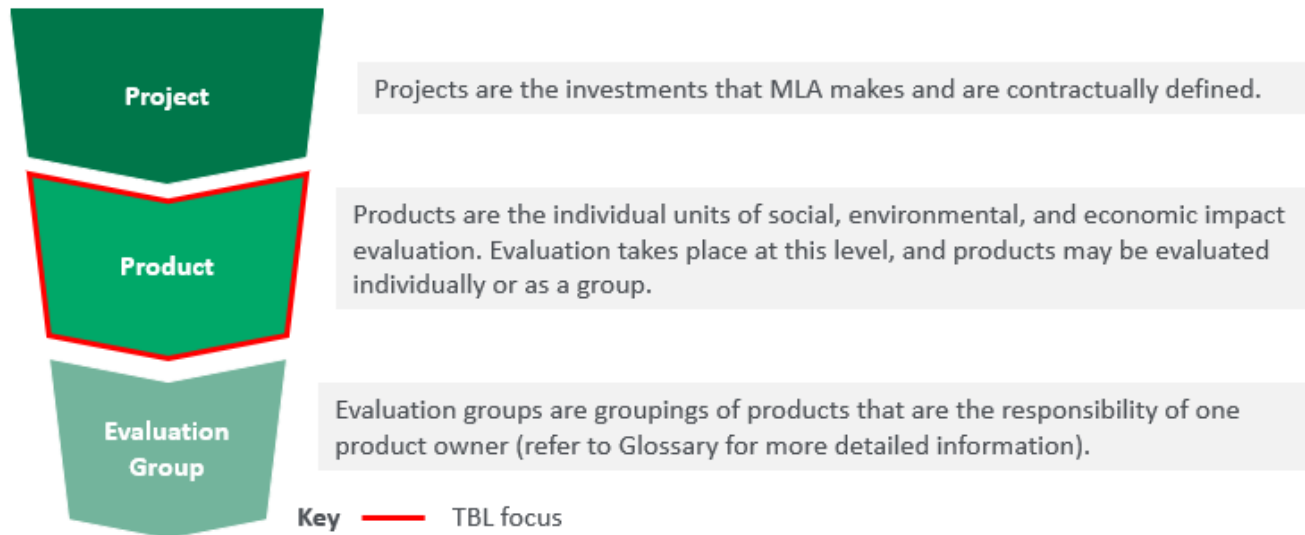 Project
Projects are the investments that MLA makes and are contractually defined.
Product
Products are the individual units of social, environmental, and economic impact
evaluation. Evaluation takes place at this level, and products may be evaluated
individually or as a group.
Evaluation
Group
Evaluation groups are groupings of products that are the responsibility of one
product owner (refer to Glossary for more detailed information).
Key TBL focus